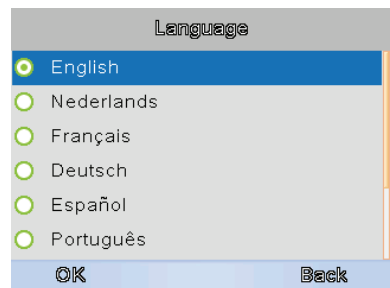 Language
English
Nederlands
Français
Deutsch
Español
Português
OK
Back